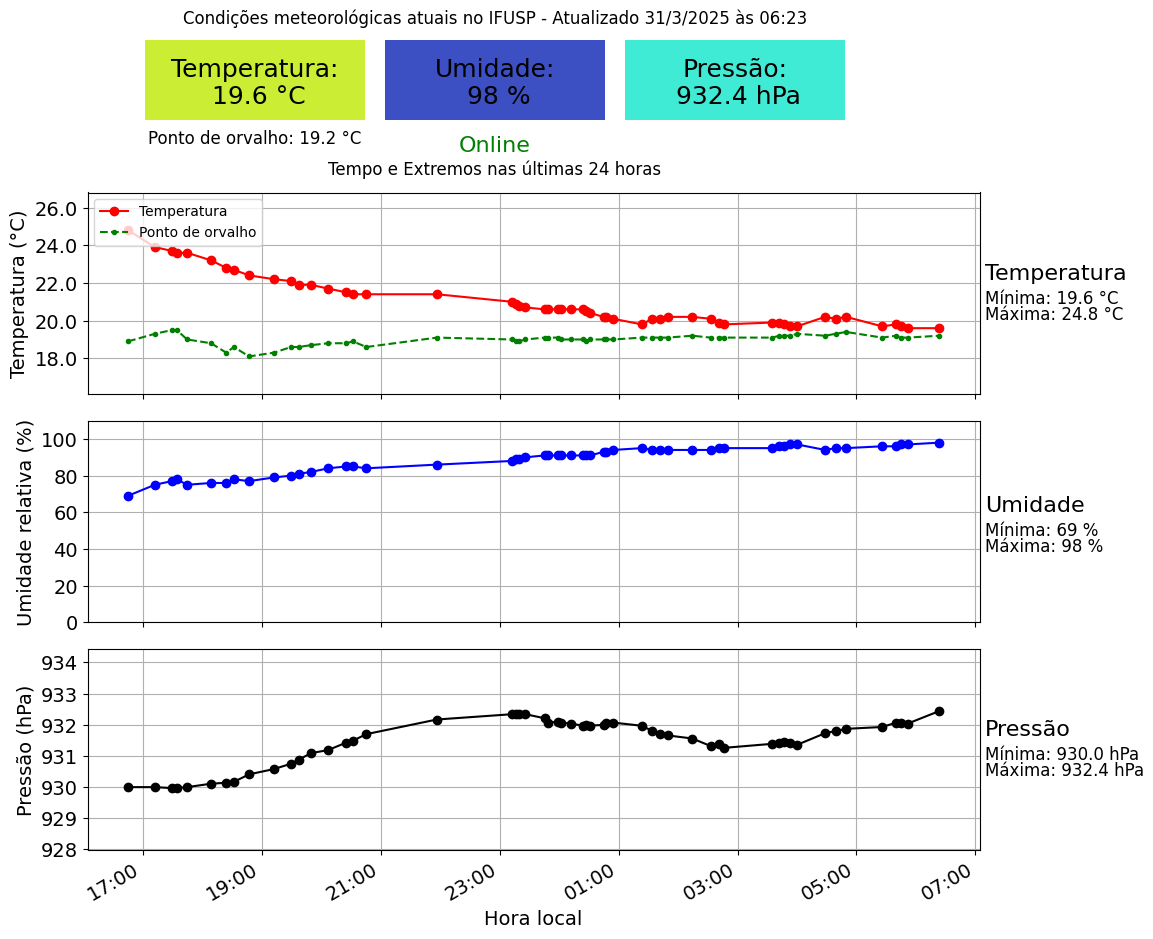 Condições meteorológicas atuais no IFUSP - Atualizado 31/3/2025 às 06:23
Temperatura:
19.6 °C
Umidade:
98 %
Pressão:
932.4 hPa
Ponto de orvalho: 19.2 °C
Online
Tempo e Extremos nas últimas 24 horas
Temperatura (°C)
26.0
24.0
22.0
20.0
18.0
Temperatura
Ponto de orvalho
Temperatura
Mínima: 19.6 °C
Máxima: 24.8 °C
Umidade relativa (%)
100
80
60
40
20
0
Umidade
Mínima: 69 %
Máxima: 98 %
Pressão (hPa)
934
933
932
931
930
929
928
Pressão
Mínima: 930.0 hPa
Máxima: 932.4 hPa
17:00
19:00
21:00
23:00
01:00
03:00
05:00
07:00
Hora local